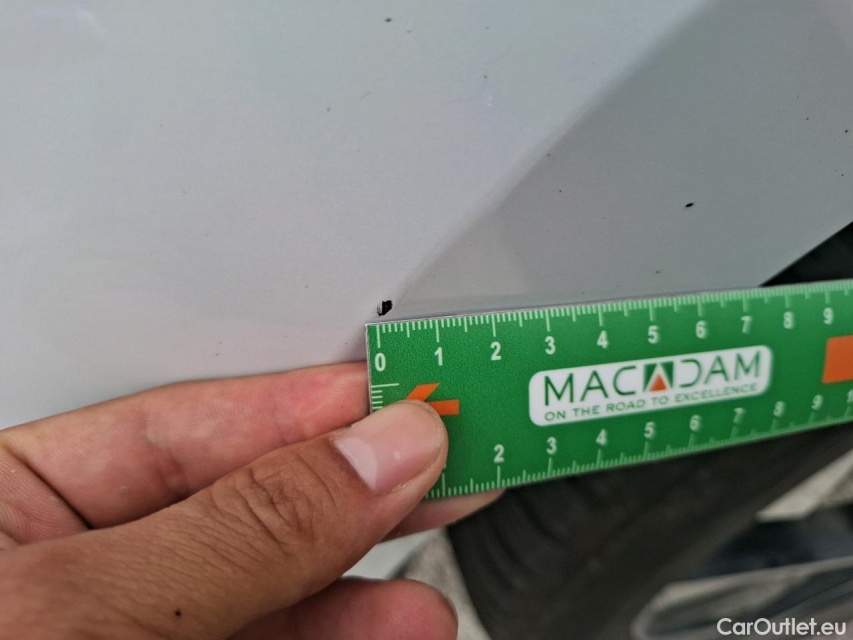 0 1 2 3 4 5 6 7 8 9
MACADAM
ON THE ROAD TO EXCELLENCE
2 3 4 5 6 7 8 9 1
CarOutlet.eu